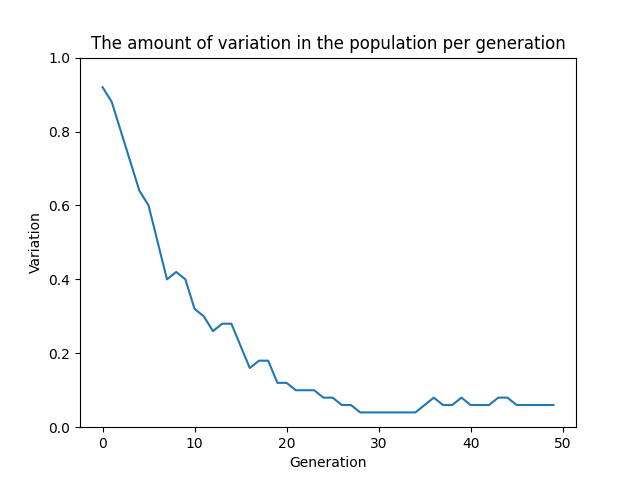 The amount of variation in the population per generation
1.0
0.8
0.6
0.4
0.2
0.0
Variation
0 10 20 30 40 50
Generation